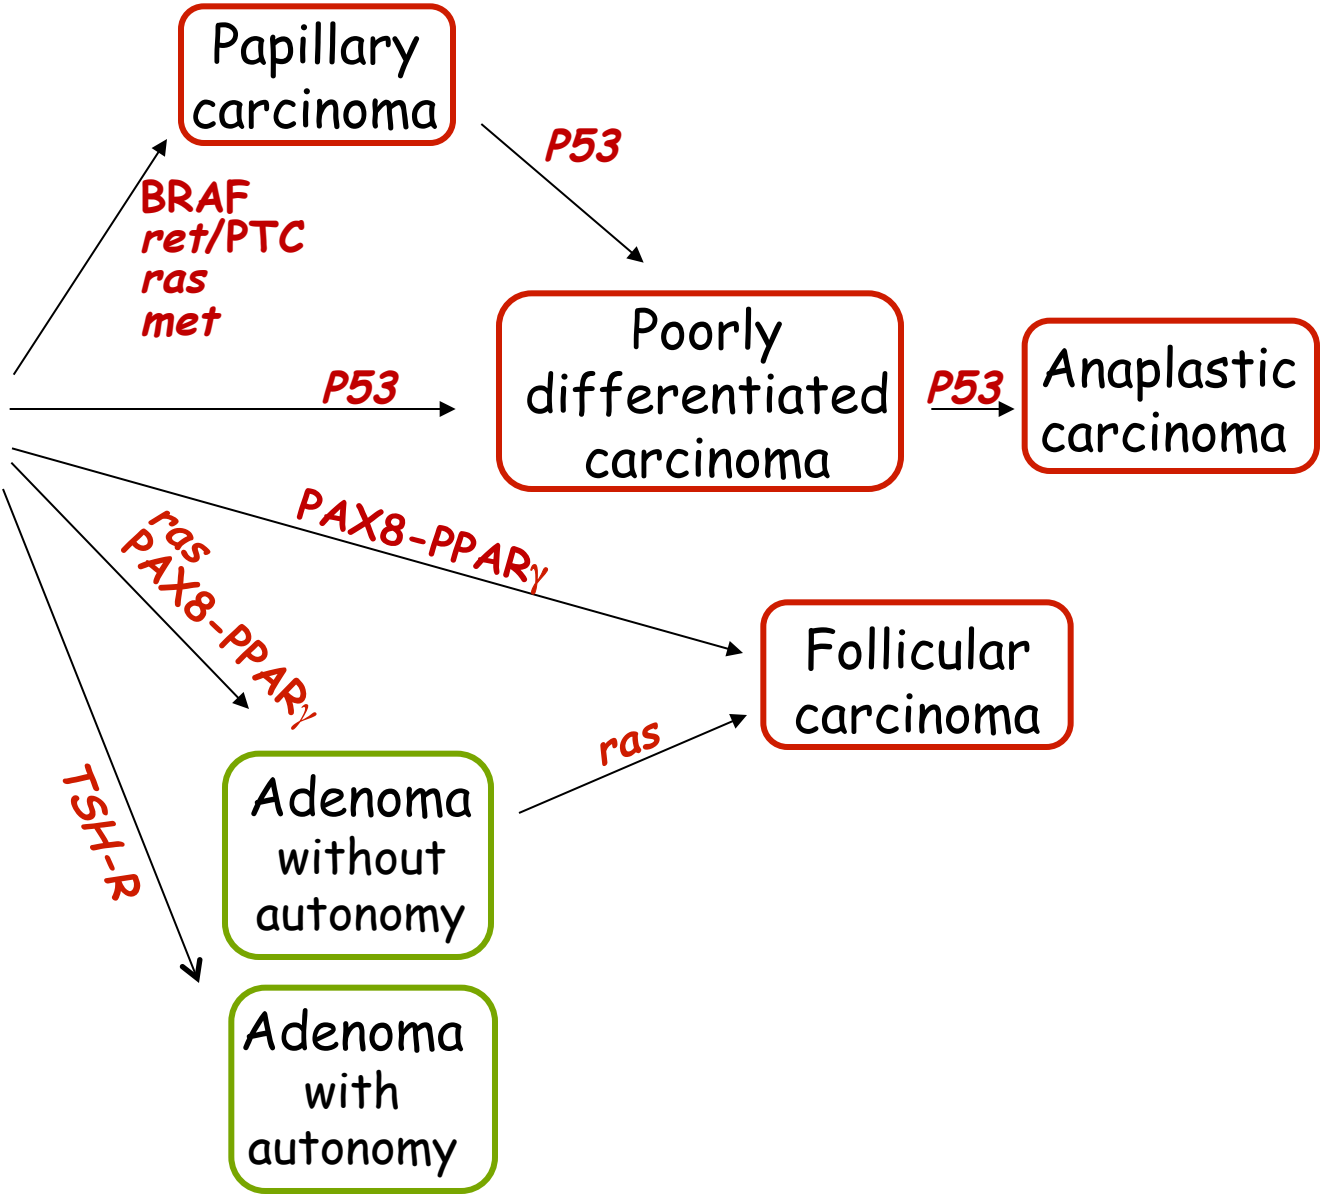 Papillary
carcinoma
P53
BRAF
ret/PTC
ras
met
Poorly
differentiated
carcinoma
P53
P53
Anaplastic
carcinoma
PAX8-PPARγ
ras
PAX8-PPARγ
Follicular
carcinoma
ras
TSH-R
Adenoma
without
autonomy
Adenoma
with
autonomy